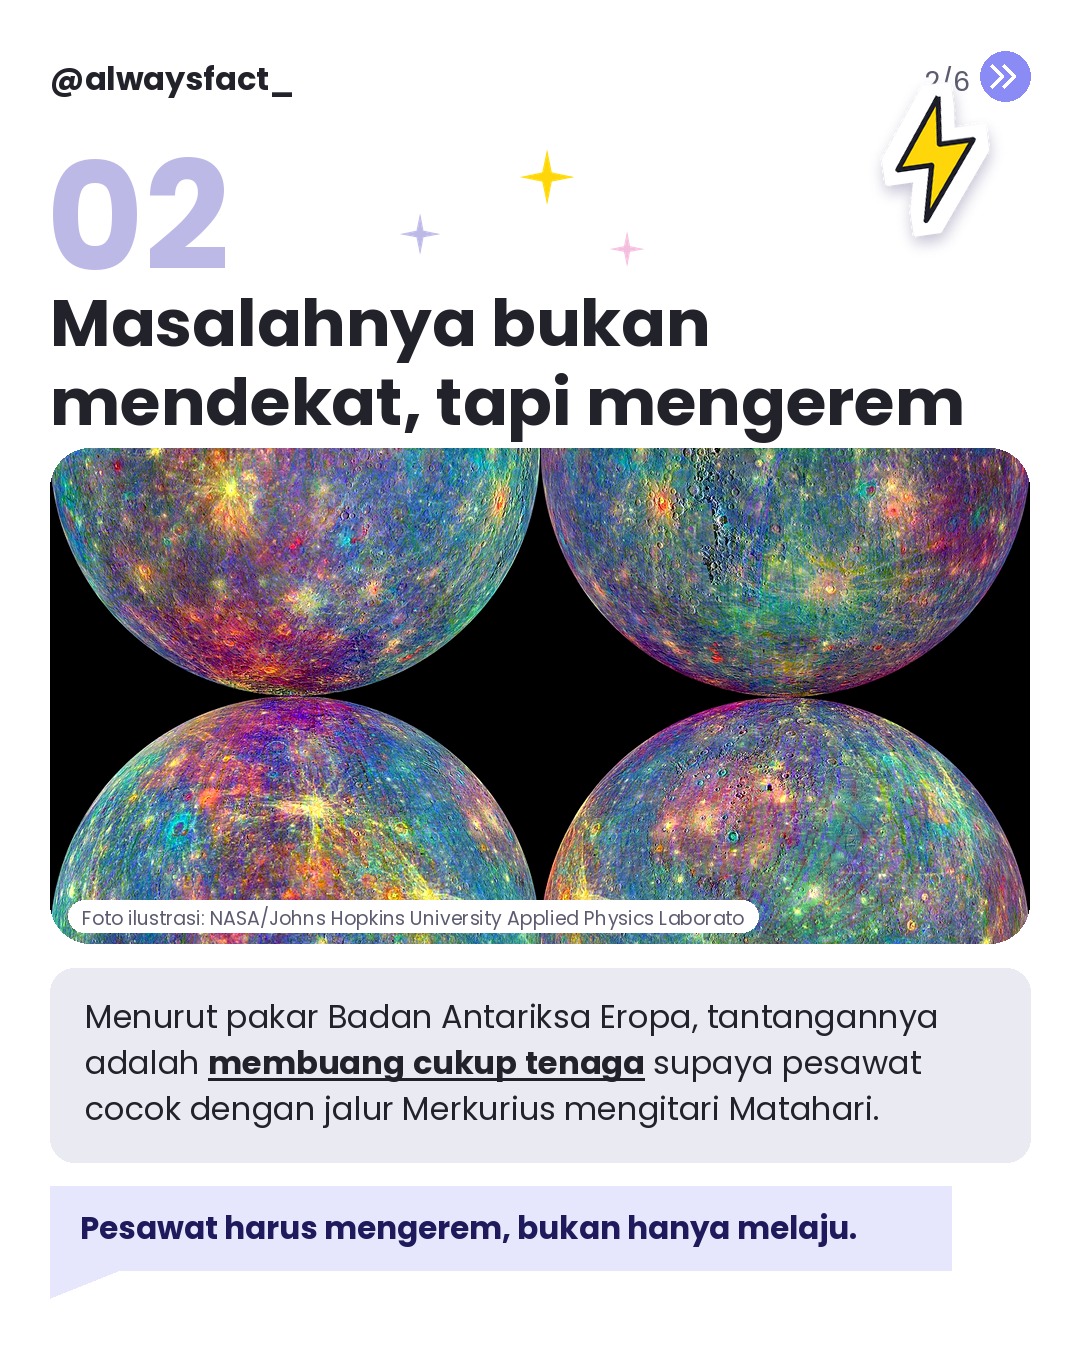 @alwaysfact_
2/6
02
Masalahnya bukan
mendekat, tapi mengerem
Foto ilustrasi: NASA/Johns Hopkins University Applied Physics Laborato
Menurut pakar Badan Antariksa Eropa, tantangannya
adalah membuang cukup tenaga supaya pesawat
cocok dengan jalur Merkurius mengitari Matahari.
Pesawat harus mengerem, bukan hanya melaju.